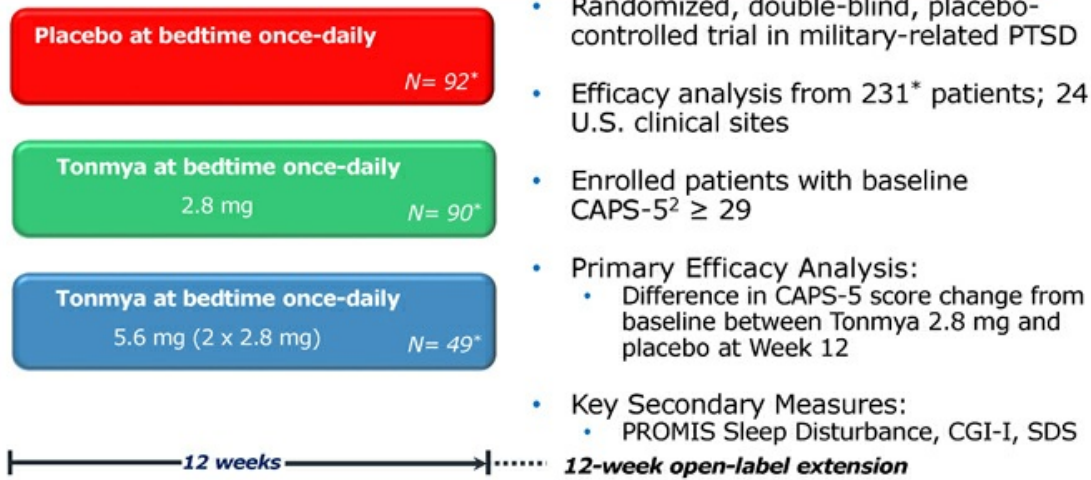 Placebo at bedtime once-daily
N= 92*
Tonmya at bedtime once-daily
2.8 mg
N= 90*
Tonmya at bedtime once-daily
5.6 mg (2 x 2.8 mg)
N= 49*
12 weeks
• Randomized, double-blind, placebo-
controlled trial in military-related PTSD
• Efficacy analysis from 231* patients; 24
U.S. clinical sites
• Enrolled patients with baseline
CAPS-5² ≥ 29
• Primary Efficacy Analysis:
• Difference in CAPS-5 score change from
baseline between Tonmya 2.8 mg and
placebo at Week 12
• Key Secondary Measures:
• PROMIS Sleep Disturbance, CGI-I, SDS
12-week open-label extension